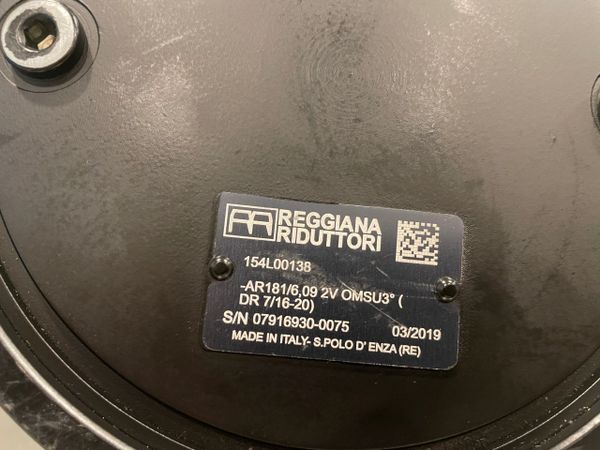 REGGIANA
RIDUTTORI
154L00138
-AR181/6,09 2V OMSU3° (
DR 7/16-20)
S/N 07916930-0075 03/2019
MADE IN ITALY- S.POLO D' ENZA (RE)